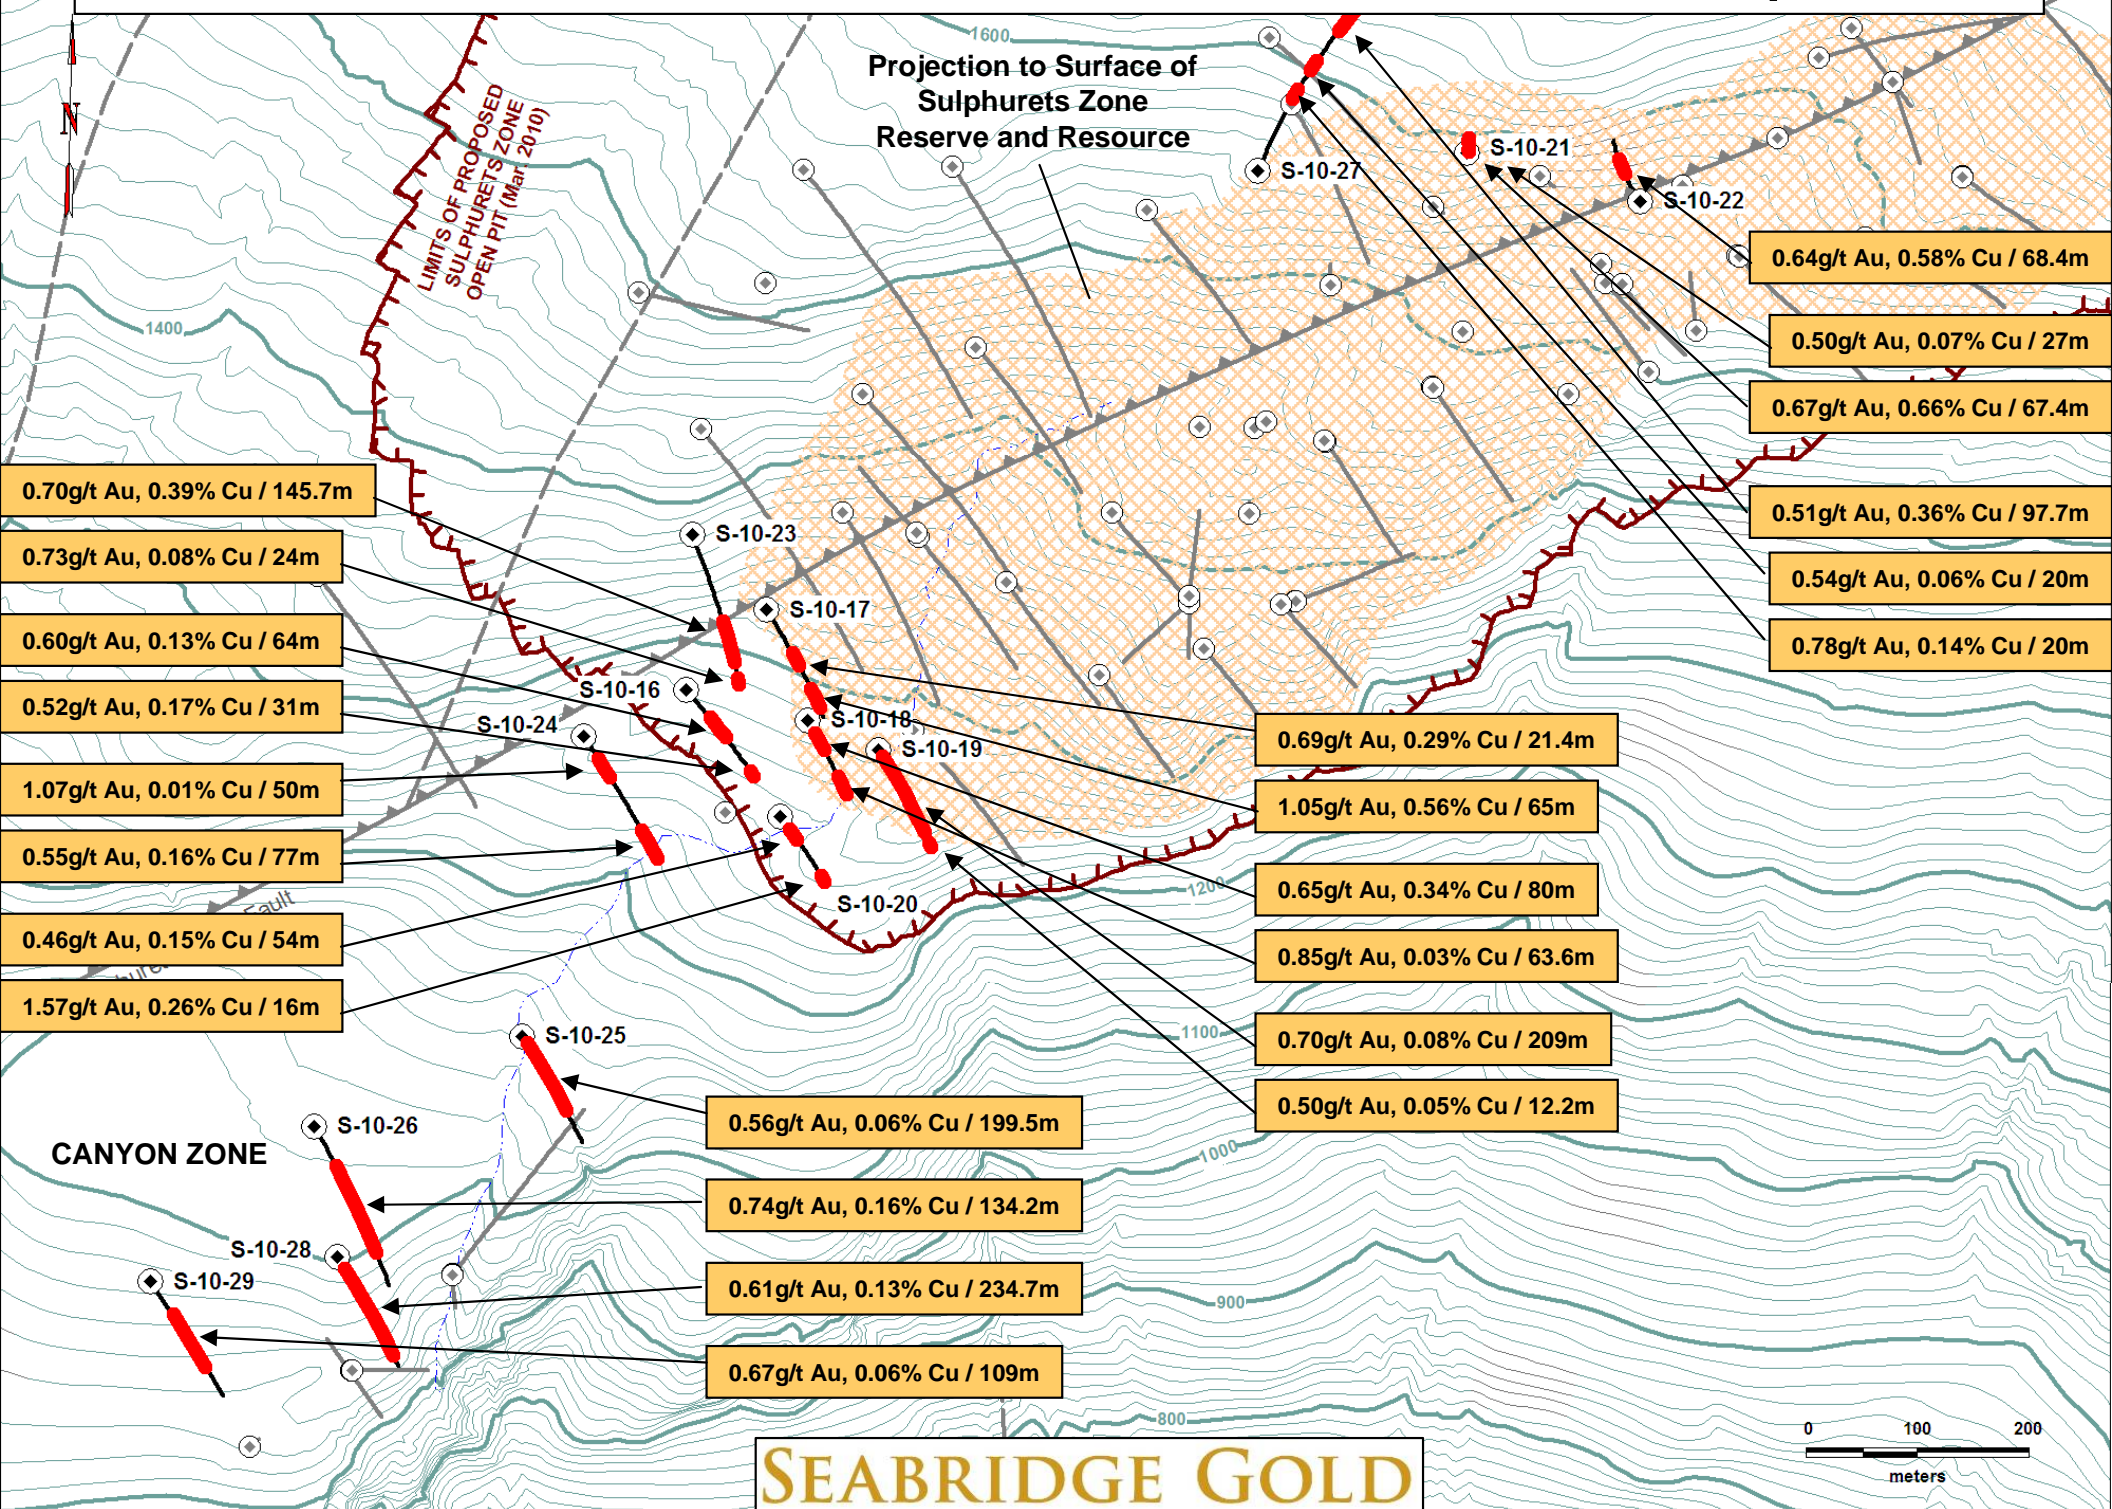 1600
Projection to Surface of
Sulphurets Zone
Reserve and Resource
N
LIMITS OF PROPOSED
SULPHURETS ZONE
OPEN PIT (Mar. 2010)
S-10-27
S-10-21
S-10-22
0.64g/t Au, 0.58% Cu / 68.4m
0.50g/t Au, 0.07% Cu / 27m
0.67g/t Au, 0.66% Cu / 67.4m
0.51g/t Au, 0.36% Cu / 97.7m
0.54g/t Au, 0.06% Cu / 20m
0.78g/t Au, 0.14% Cu / 20m
1400
0.70g/t Au, 0.39% Cu / 145.7m
0.73g/t Au, 0.08% Cu / 24m
0.60g/t Au, 0.13% Cu / 64m
0.52g/t Au, 0.17% Cu / 31m
1.07g/t Au, 0.01% Cu / 50m
0.55g/t Au, 0.16% Cu / 77m
0.46g/t Au, 0.15% Cu / 54m
1.57g/t Au, 0.26% Cu / 16m
S-10-23
S-10-17
S-10-16
S-10-24
S-10-18
S-10-19
S-10-20
0.69g/t Au, 0.29% Cu / 21.4m
1.05g/t Au, 0.56% Cu / 65m
0.65g/t Au, 0.34% Cu / 80m
0.85g/t Au, 0.03% Cu / 63.6m
0.70g/t Au, 0.08% Cu / 209m
0.50g/t Au, 0.05% Cu / 12.2m
1200
1100
1000
900
800
S-10-25
S-10-26
CANYON ZONE
S-10-28
S-10-29
0.56g/t Au, 0.06% Cu / 199.5m
0.74g/t Au, 0.16% Cu / 134.2m
0.61g/t Au, 0.13% Cu / 234.7m
0.67g/t Au, 0.06% Cu / 109m
0 100 200
meters
SEABRIDGE GOLD